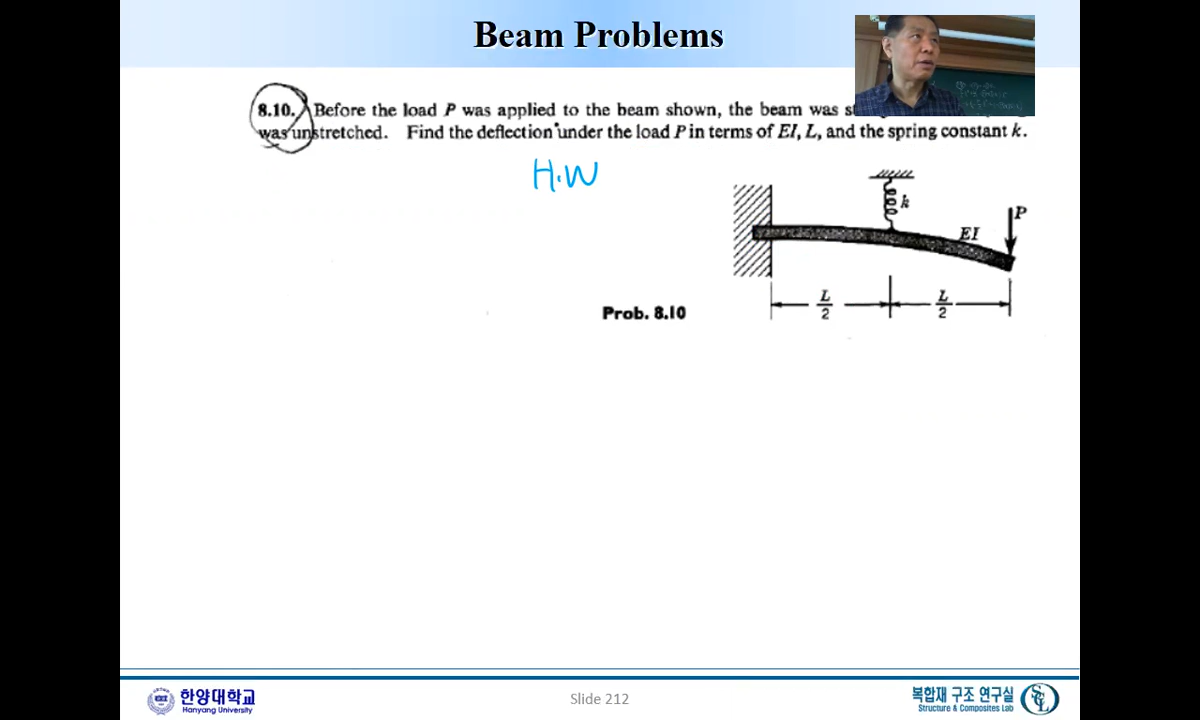 Beam Problems
8.10. Before the load P was applied to the beam shown, the beam was
was unstretched. Find the deflection under the load P in terms of EI, L, and the spring constant k.
H.W
k
P
EI
L/2
L/2
Prob. 8.10
한양대학교
Hanyang University
Slide 212
복합재 구조 연구실
Structure & Composites Lab
SCL